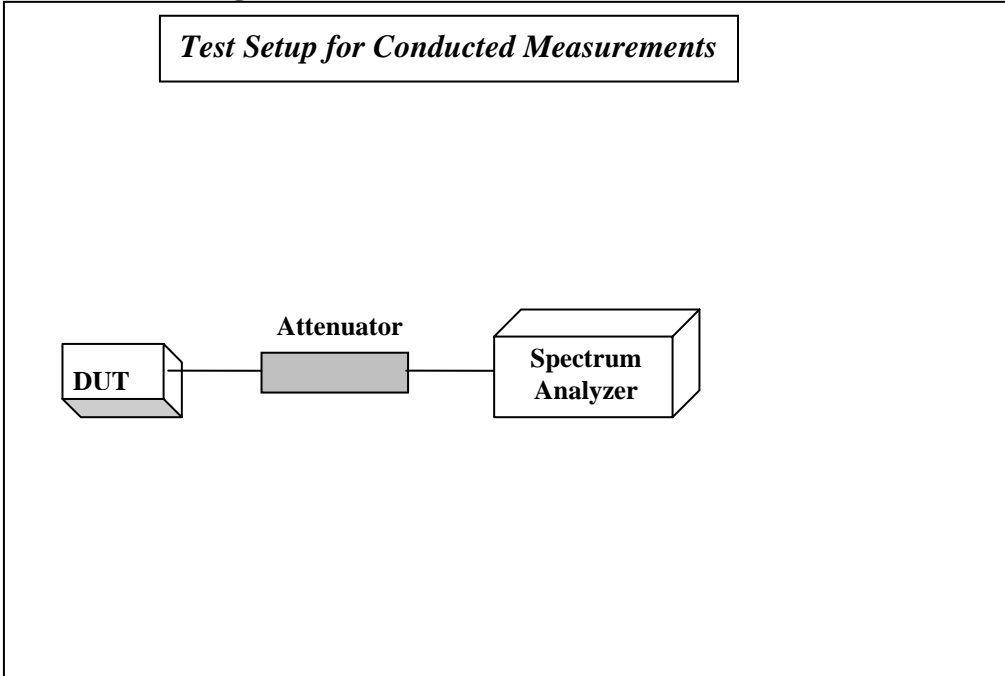 Test Setup for Conducted Measurements
Attenuator
DUT
Spectrum
Analyzer